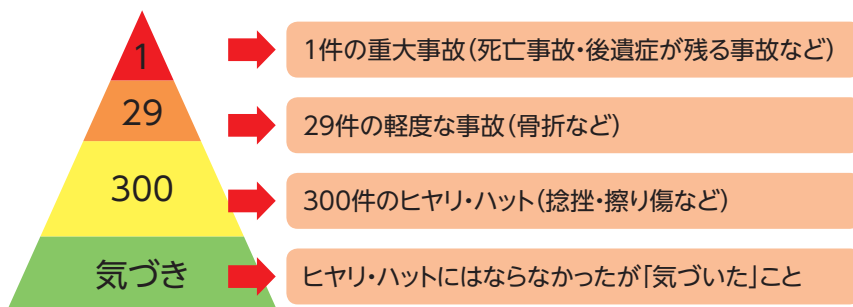 1
1件の重大事故(死亡事故・後遺症が残る事故など)
29
29件の軽度な事故(骨折など)
300
300件のヒヤリ・ハット(捻挫・擦り傷など)
気づき
ヒヤリ・ハットにはならなかったが「気づいた」こと